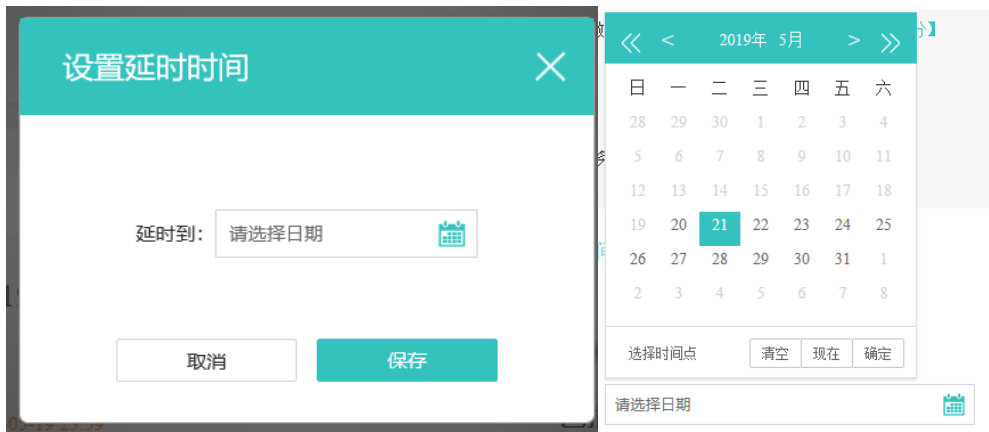 设置延时时间
延时到：
请选择日期
取消
保存
分】
<< < 2019年 5月 > >>
日 一 二 三 四 五 六
28 29 30 1 2 3 4
5 6 7 8 9 10 11
12 13 14 15 16 17 18
19 20 21 22 23 24 25
26 27 28 29 30 31 1
2 3 4 5 6 7 8
选择时间点
清空 现在 确定
请选择日期